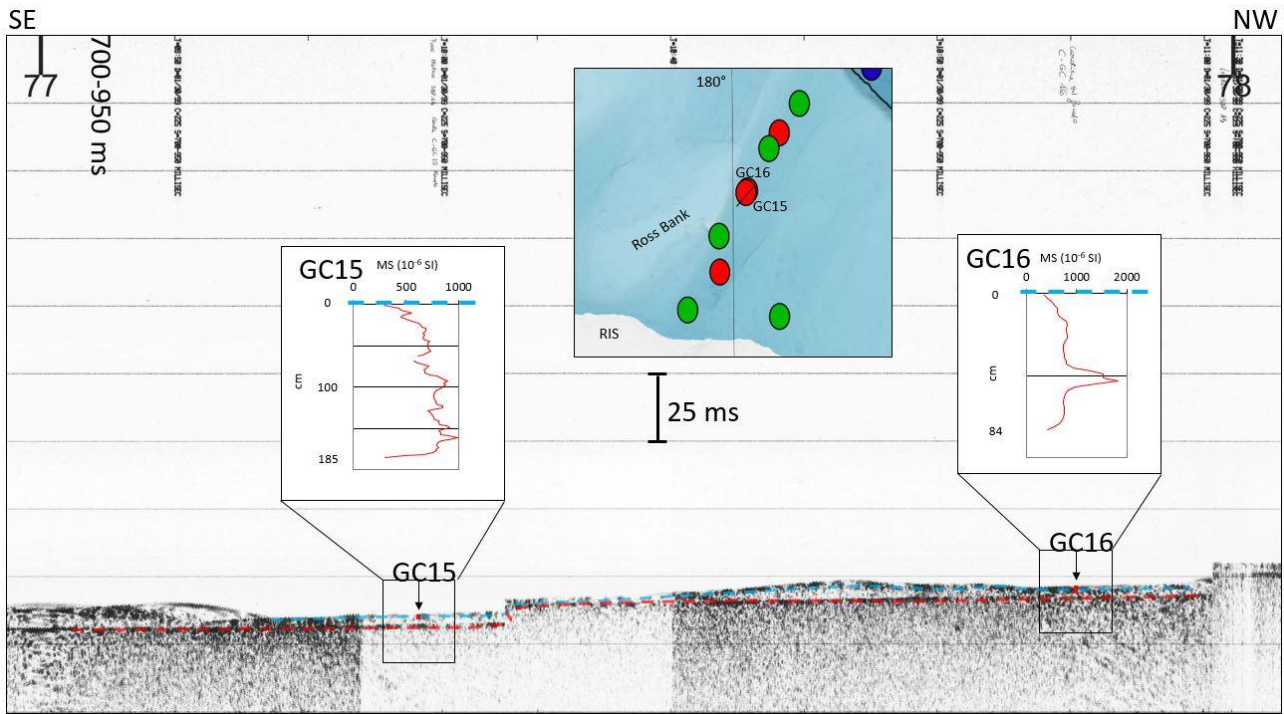 SE
NW
77
78
700-950 ms
180°
GC16
GC15
Ross Bank
RIS
GC15 MS (10⁻⁶ SI)
0 500 1000
0
cm
100
185
25 ms
GC16 MS (10⁻⁶ SI)
0 1000 2000
0
cm
84
GC15
GC16